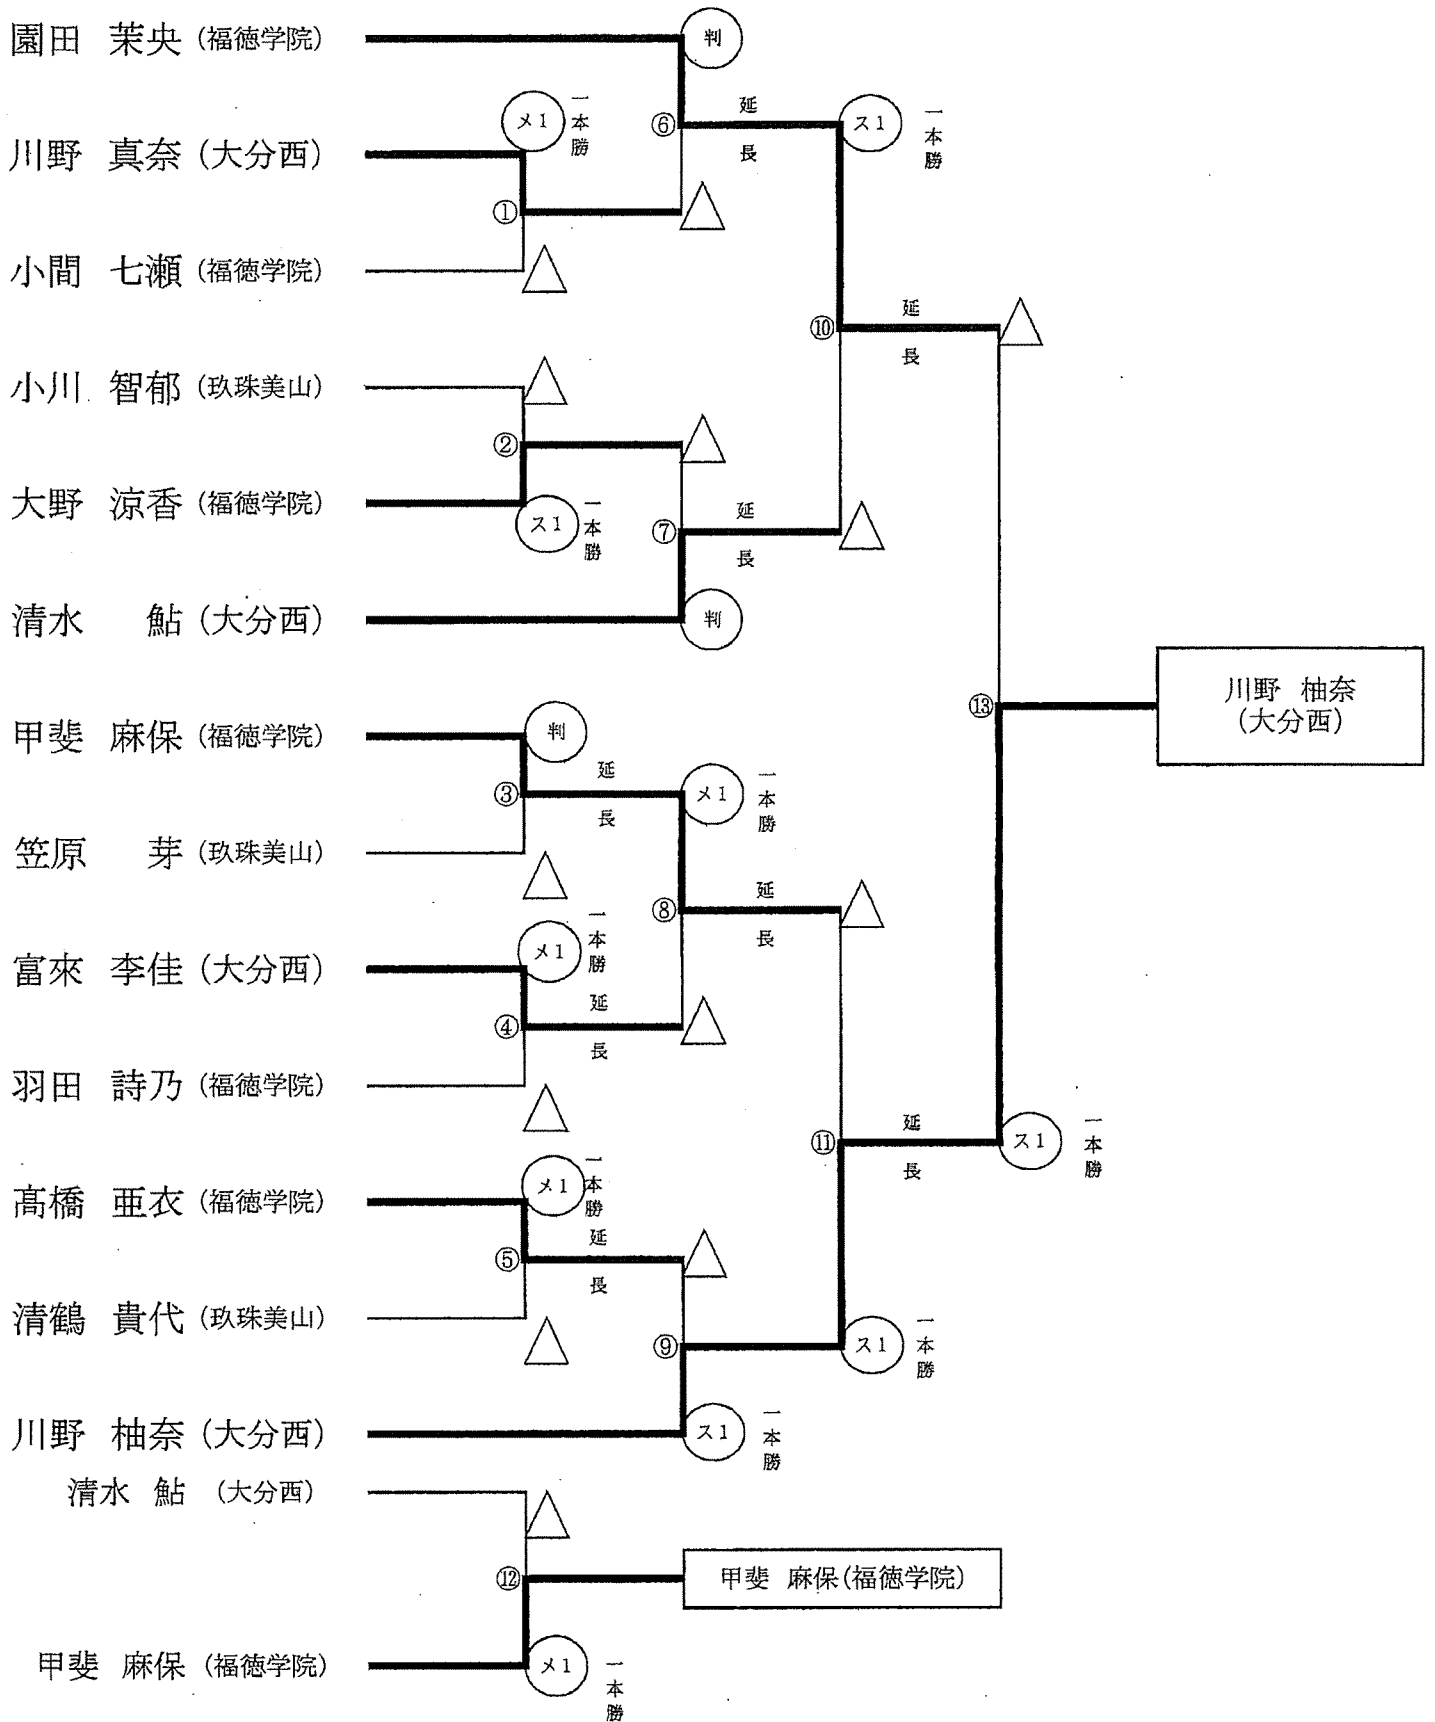 園田 茉央 (福徳学院)
判
メ1
一本勝
⑥
延長
ス1
一本勝
川野 真奈 (大分西)
①
小間 七瀬 (福徳学院)
⑩
延長
小川 智郁 (玖珠美山)
②
大野 涼香 (福徳学院)
ス1
一本勝
⑦
延長
清水 鮎 (大分西)
判
川野 柚奈
(大分西)
⑬
甲斐 麻保 (福徳学院)
判
③
延長
メ1
一本勝
笠原 芽 (玖珠美山)
⑧
延長
メ1
一本勝
富來 李佳 (大分西)
④
延長
羽田 詩乃 (福徳学院)
⑪
延長
ス1
一本勝
髙橋 亜衣 (福徳学院)
メ1
一本勝
⑤
延長
清鶴 貴代 (玖珠美山)
⑨
ス1
一本勝
川野 柚奈 (大分西)
ス1
一本勝
清水 鮎 (大分西)
⑫
甲斐 麻保(福徳学院)
甲斐 麻保 (福徳学院)
メ1
一本勝